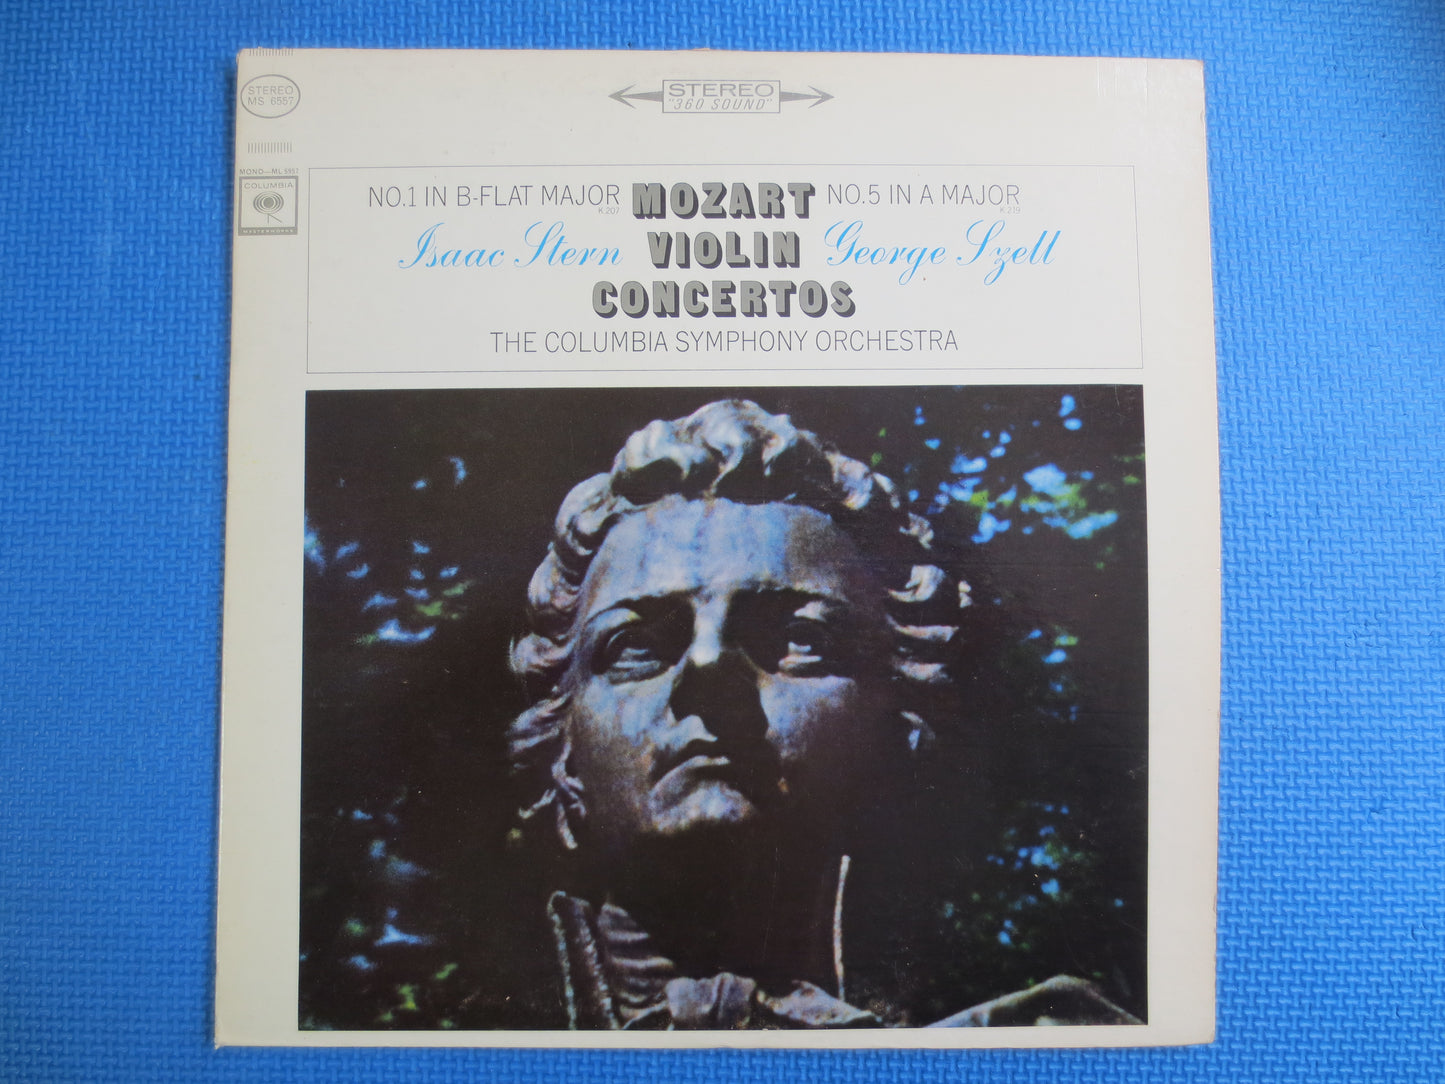 STEREO
MS 6557
STEREO
"360 SOUND"
MONO—ML 5957
COLUMBIA
MASTERWORKS
NO.1 IN B-FLAT MAJOR MOZART NO.5 IN A MAJOR
K.207 K.219
Isaac Stern VIOLIN George Szell
CONCERTOS
THE COLUMBIA SYMPHONY ORCHESTRA